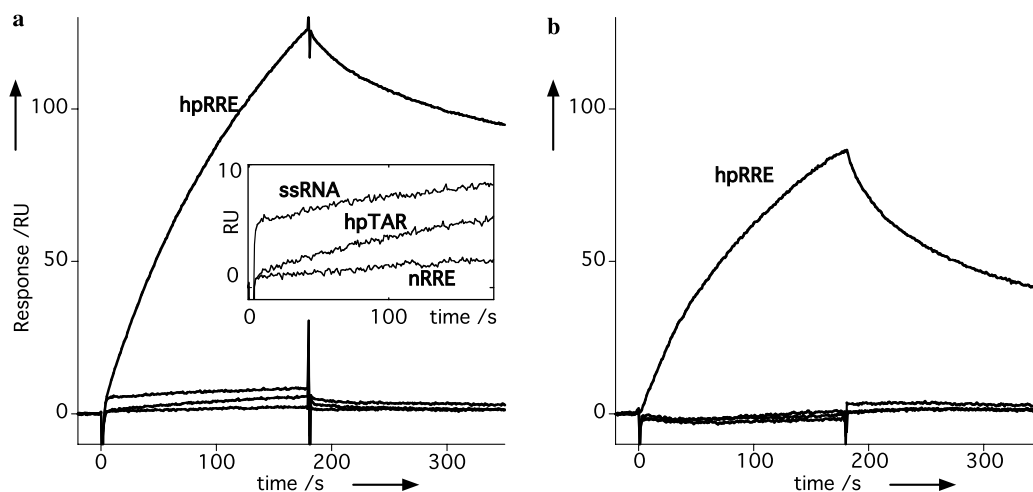 a
b
hpRRE
100
50
0
Response /RU
10
0
RU
ssRNA
hpTAR
nRRE
0 100 time /s
0 100 200 300
time /s
hpRRE
100
50
0
0 100 200 300
time /s